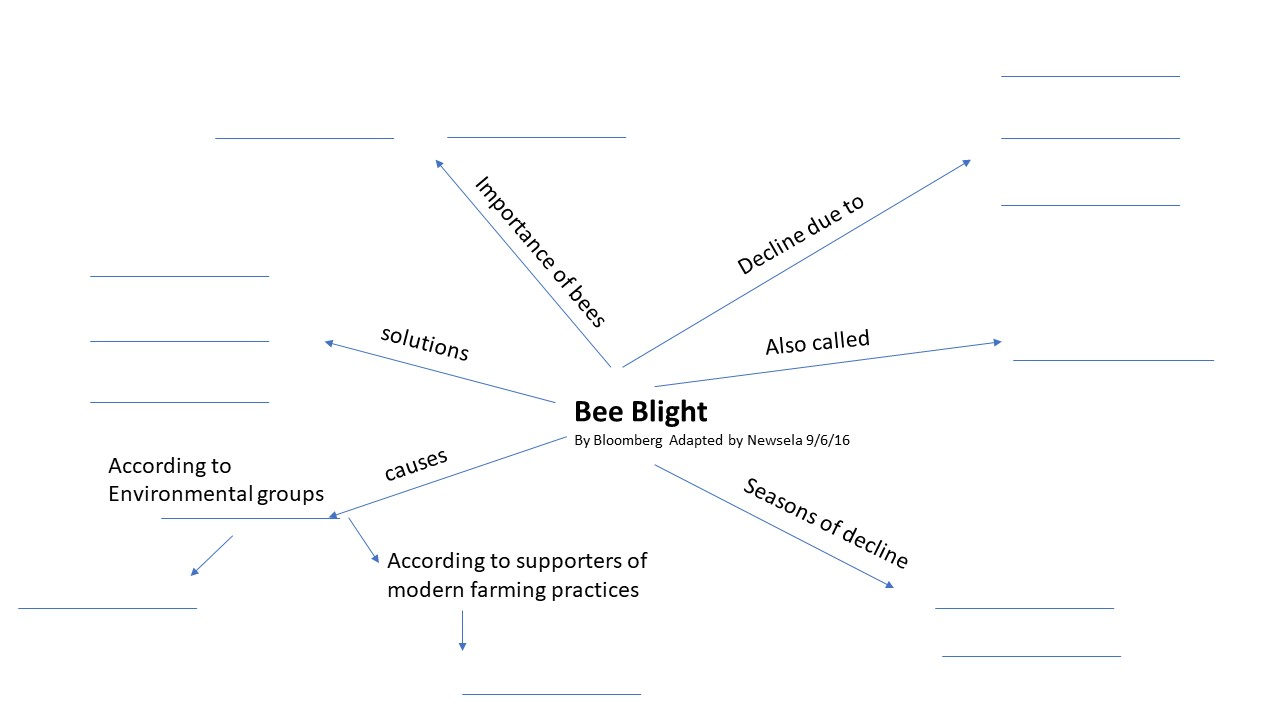 Importance of bees
Decline due to
solutions
Also called
Bee Blight
By Bloomberg Adapted by Newsela 9/6/16
causes
According to
Environmental groups
Seasons of decline
According to supporters of
modern farming practices